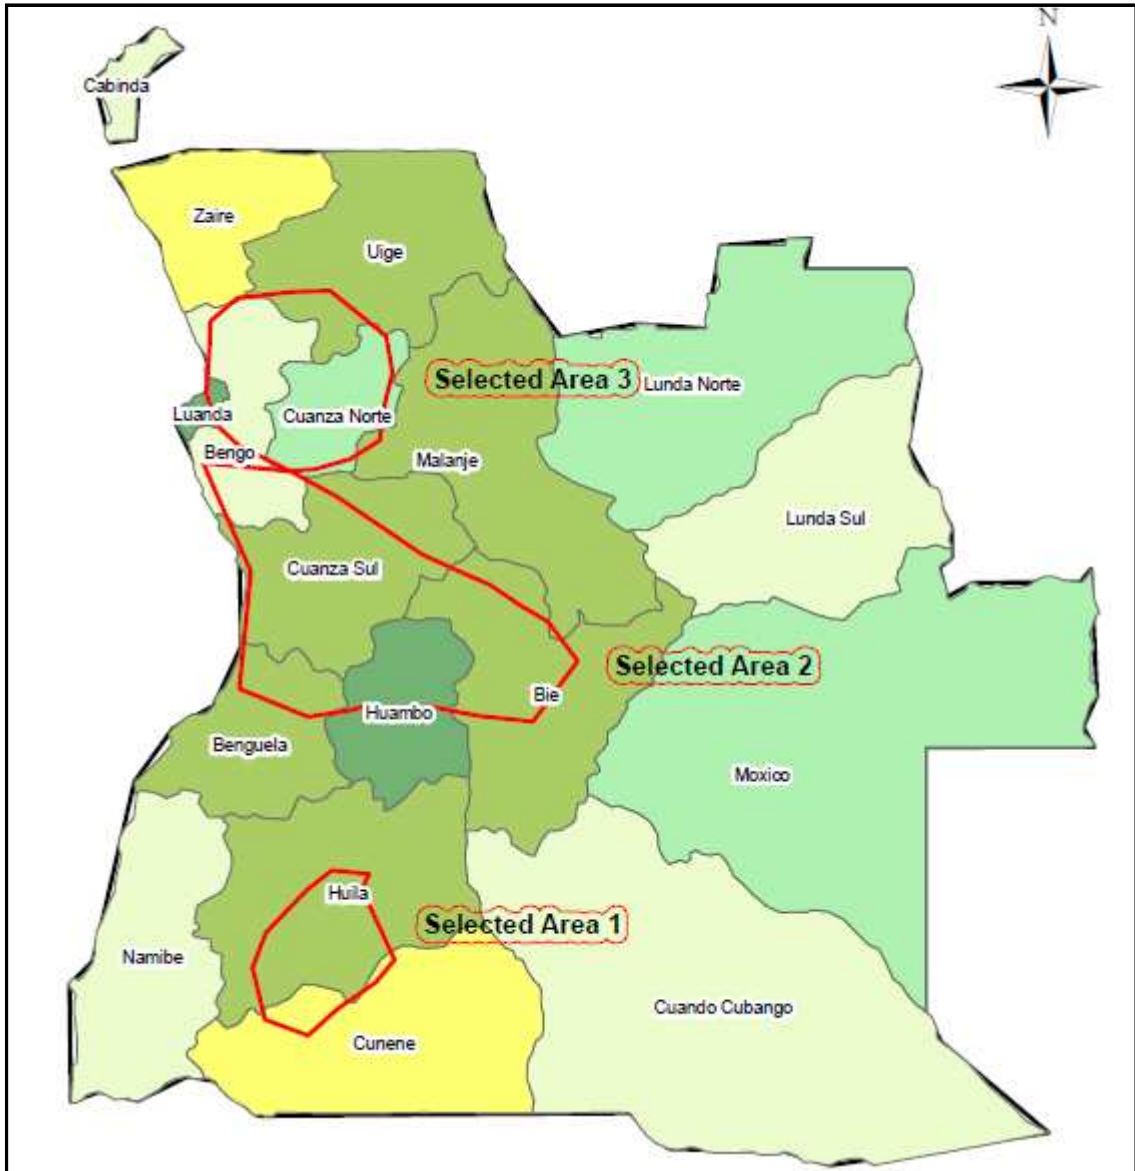 N
Cabinda
Zaire
Uige
Selected Area 3
Lunda Norte
Luanda
Cuanza Norte
Bengo
Malanje
Lunda Sul
Cuanza Sul
Selected Area 2
Bie
Huambo
Benguela
Moxico
Huila
Selected Area 1
Namibe
Cuando Cubango
Cunene